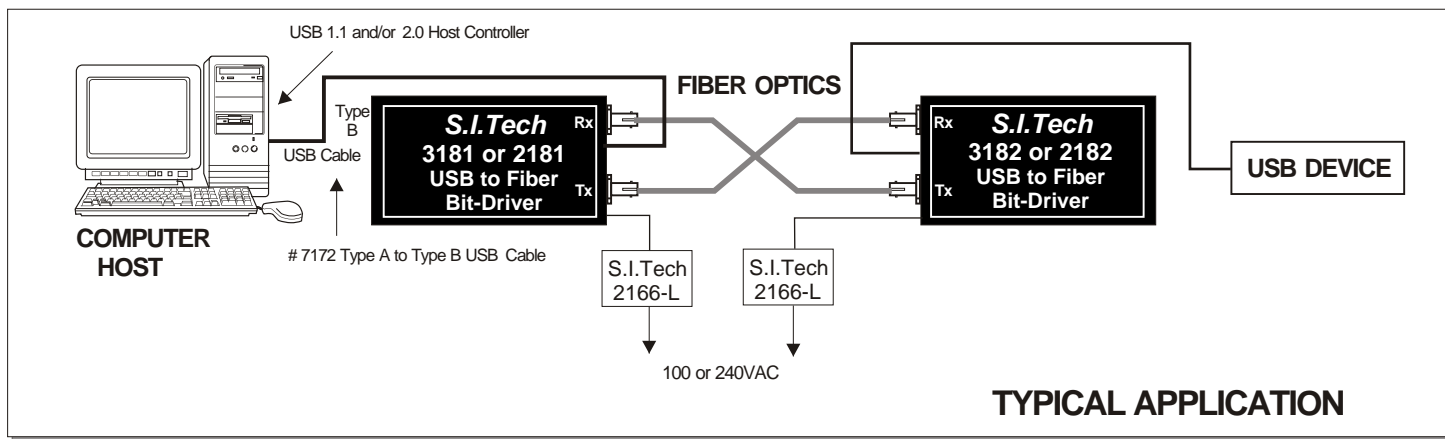 USB 1.1 and/or 2.0 Host Controller
Type
B
USB Cable
# 7172 Type A to Type B USB Cable
COMPUTER
HOST
S.I.Tech
3181 or 2181
USB to Fiber
Bit-Driver
Rx
Tx
FIBER OPTICS
Rx
Tx
S.I.Tech
3182 or 2182
USB to Fiber
Bit-Driver
USB DEVICE
S.I.Tech
2166-L
S.I.Tech
2166-L
100 or 240VAC
TYPICAL APPLICATION